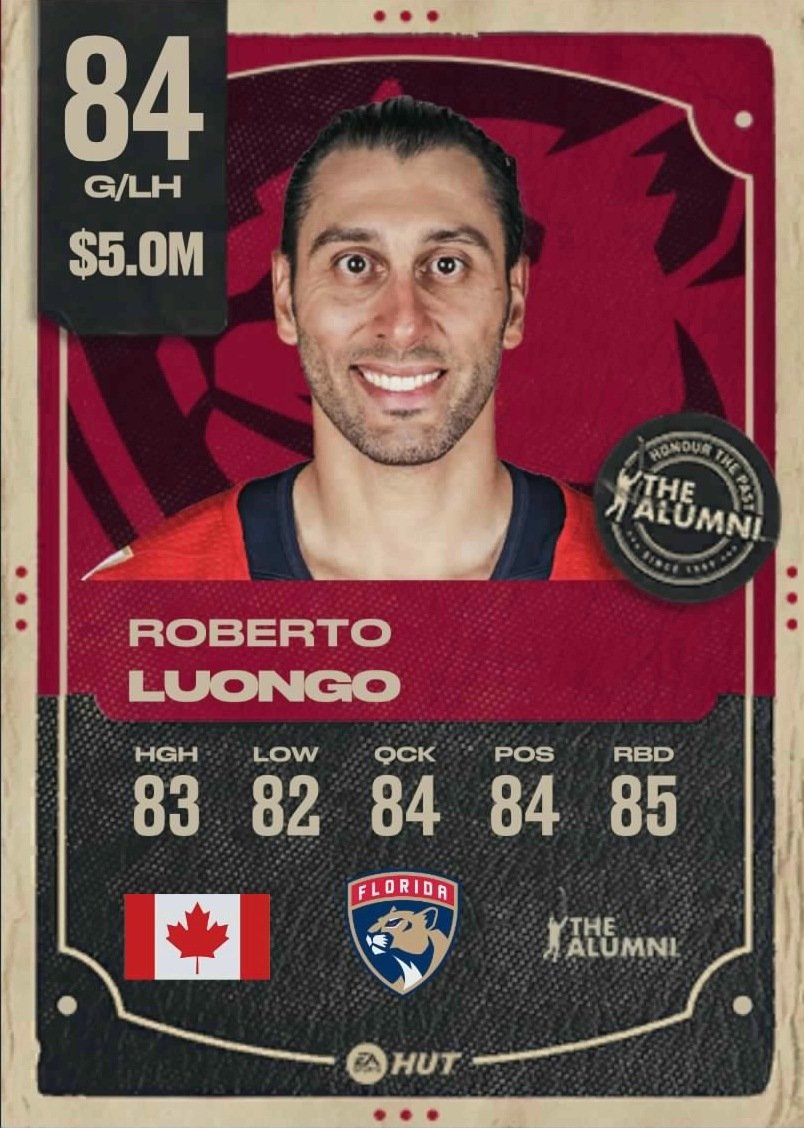 84
G/LH
$5.0M
HONOUR THE PAST
THE
ALUMNI
ROBERTO
LUONGO
HGH LOW QCK POS RBD
83 82 84 84 85
FLORIDA
THE
ALUMNI
EA HUT